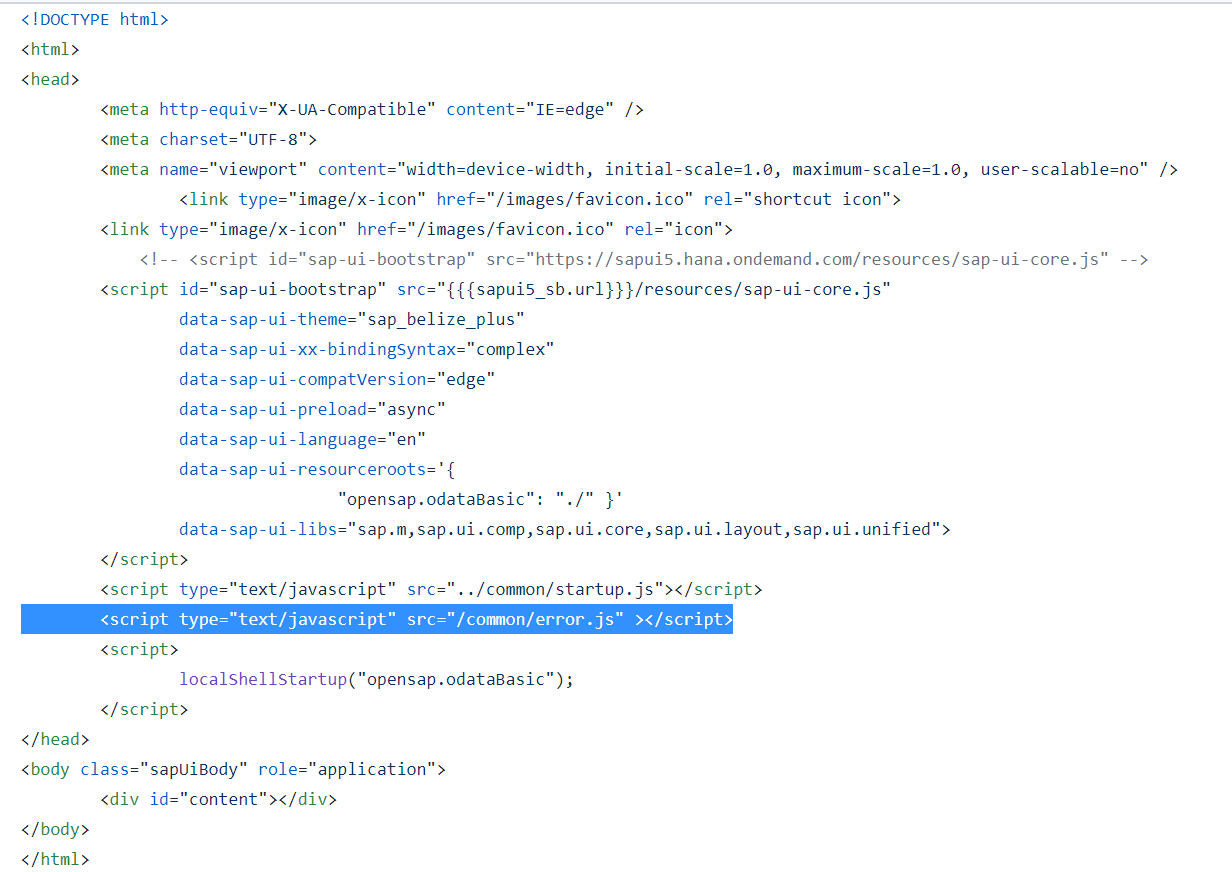 <!DOCTYPE html>
<html>
<head>
<meta http-equiv="X-UA-Compatible" content="IE=edge" />
<meta charset="UTF-8">
<meta name="viewport" content="width=device-width, initial-scale=1.0, maximum-scale=1.0, user-scalable=no" />
<link type="image/x-icon" href="/images/favicon.ico" rel="shortcut icon">
<link type="image/x-icon" href="/images/favicon.ico" rel="icon">
<!-- <script id="sap-ui-bootstrap" src="https://sapui5.hana.ondemand.com/resources/sap-ui-core.js" -->
<script id="sap-ui-bootstrap" src="{{{sapui5_sb.url}}}/resources/sap-ui-core.js"
data-sap-ui-theme="sap_belize_plus"
data-sap-ui-xx-bindingSyntax="complex"
data-sap-ui-compatVersion="edge"
data-sap-ui-preload="async"
data-sap-ui-language="en"
data-sap-ui-resourceroots='{
"opensap.odataBasic": "./" }'
data-sap-ui-libs="sap.m,sap.ui.comp,sap.ui.core,sap.ui.layout,sap.ui.unified">
</script>
<script type="text/javascript" src="../common/startup.js"></script>
<script type="text/javascript" src="/common/error.js" ></script>
<script>
localShellStartup("opensap.odataBasic");
</script>
</head>
<body class="sapUiBody" role="application">
<div id="content"></div>
</body>
</html>